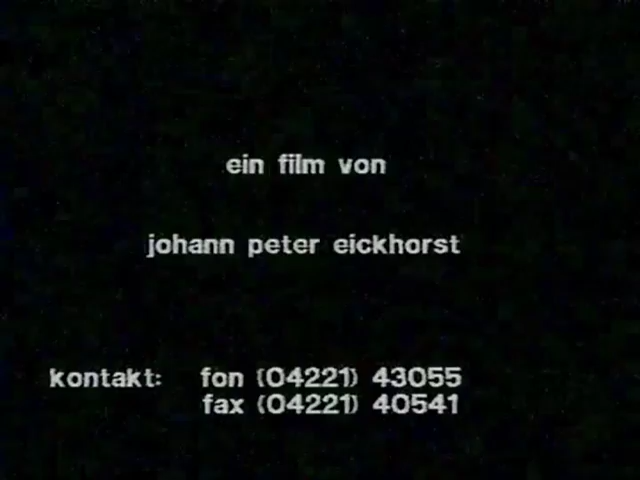 ein film von
johann peter eickhorst
kontakt: fon (04221) 43055
fax (04221) 40541